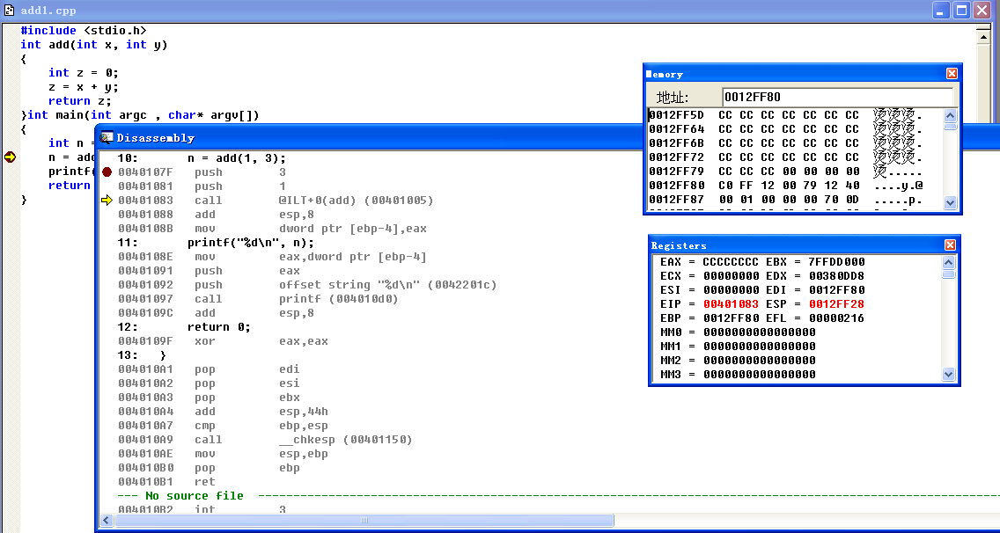 add1.cpp
#include <stdio.h>
int add(int x, int y)
{
int z = 0;
z = x + y;
return z;
}int main(int argc , char* argv[])
{
int n =
n = add
printf(
return
}
Disassembly
10: n = add(1, 3);
0040107F push 3
00401081 push 1
00401083 call @ILT+0(add) (00401005)
00401088 add esp,8
0040108B mov dword ptr [ebp-4],eax
11: printf("%d\n", n);
0040108E mov eax,dword ptr [ebp-4]
00401091 push eax
00401092 push offset string "%d\n" (0042201c)
00401097 call printf (004010d0)
0040109C add esp,8
12: return 0;
0040109F xor eax,eax
13: }
004010A1 pop edi
004010A2 pop esi
004010A3 pop ebx
004010A4 add esp,44h
004010A7 cmp ebp,esp
004010A9 call __chkesp (00401150)
004010AE mov esp,ebp
004010B0 pop ebp
004010B1 ret
--- No source file ---
004010B2 int 3
Memory
地址: 0012FF80
0012FF5D CC CC CC CC CC CC CC 烫烫烫.
0012FF64 CC CC CC CC CC CC CC 烫烫烫.
0012FF6B CC CC CC CC CC CC CC 烫烫烫.
0012FF72 CC CC CC CC CC CC CC 烫烫烫.
0012FF79 CC CC CC 00 00 00 00 烫.....
0012FF80 C0 FF 12 00 79 12 40 ....y.@
0012FF87 00 01 00 00 00 70 0D .....p.
Registers
EAX = CCCCCCCC EBX = 7FFDD000
ECX = 00000000 EDX = 00380DD8
ESI = 00000000 EDI = 0012FF80
EIP = 00401083 ESP = 0012FF28
EBP = 0012FF80 EFL = 00000216
MM0 = 0000000000000000
MM1 = 0000000000000000
MM2 = 0000000000000000
MM3 = 0000000000000000